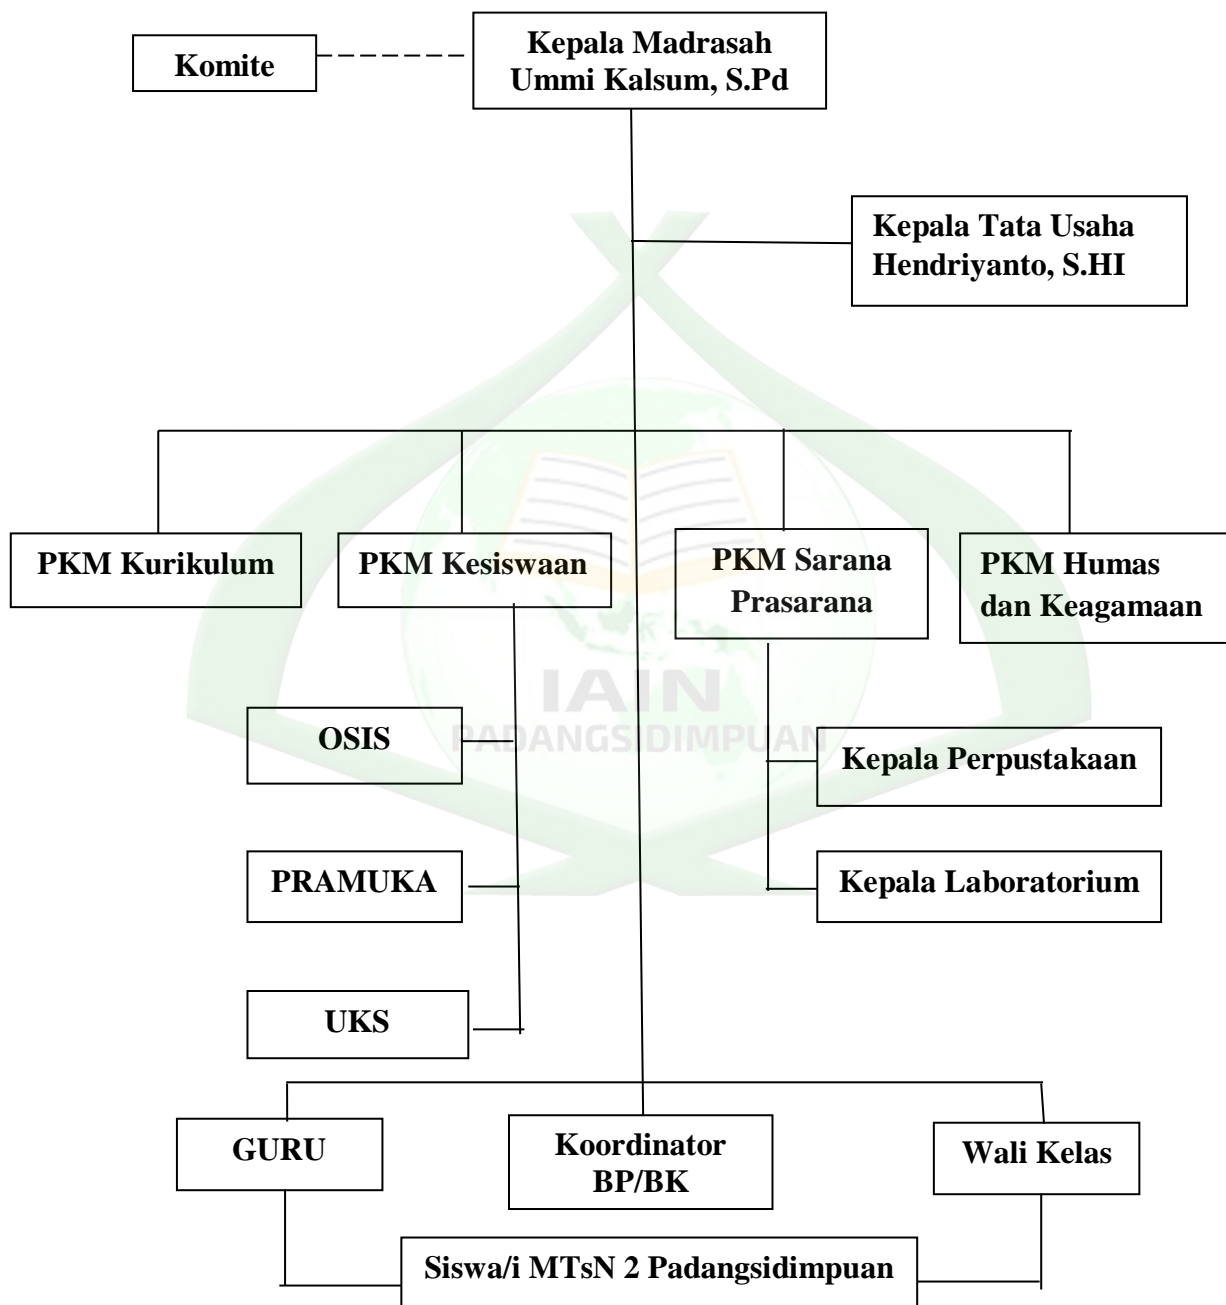 Komite
Kepala Madrasah
Ummi Kalsum, S.Pd
Kepala Tata Usaha
Hendriyanto, S.HI
PKM Kurikulum
PKM Kesiswaan
PKM Sarana
Prasarana
PKM Humas
dan Keagamaan
IAIN
PADANGSIDIMPUAN
OSIS
Kepala Perpustakaan
PRAMUKA
Kepala Laboratorium
UKS
GURU
Koordinator
BP/BK
Wali Kelas
Siswa/i MTsN 2 Padangsidimpuan